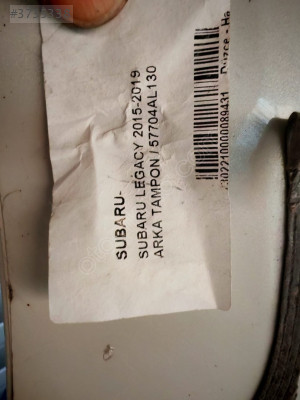 SUBARU-
SUBARU LEGACY 2015-2019
ARKA TAMPON / 57704AL130